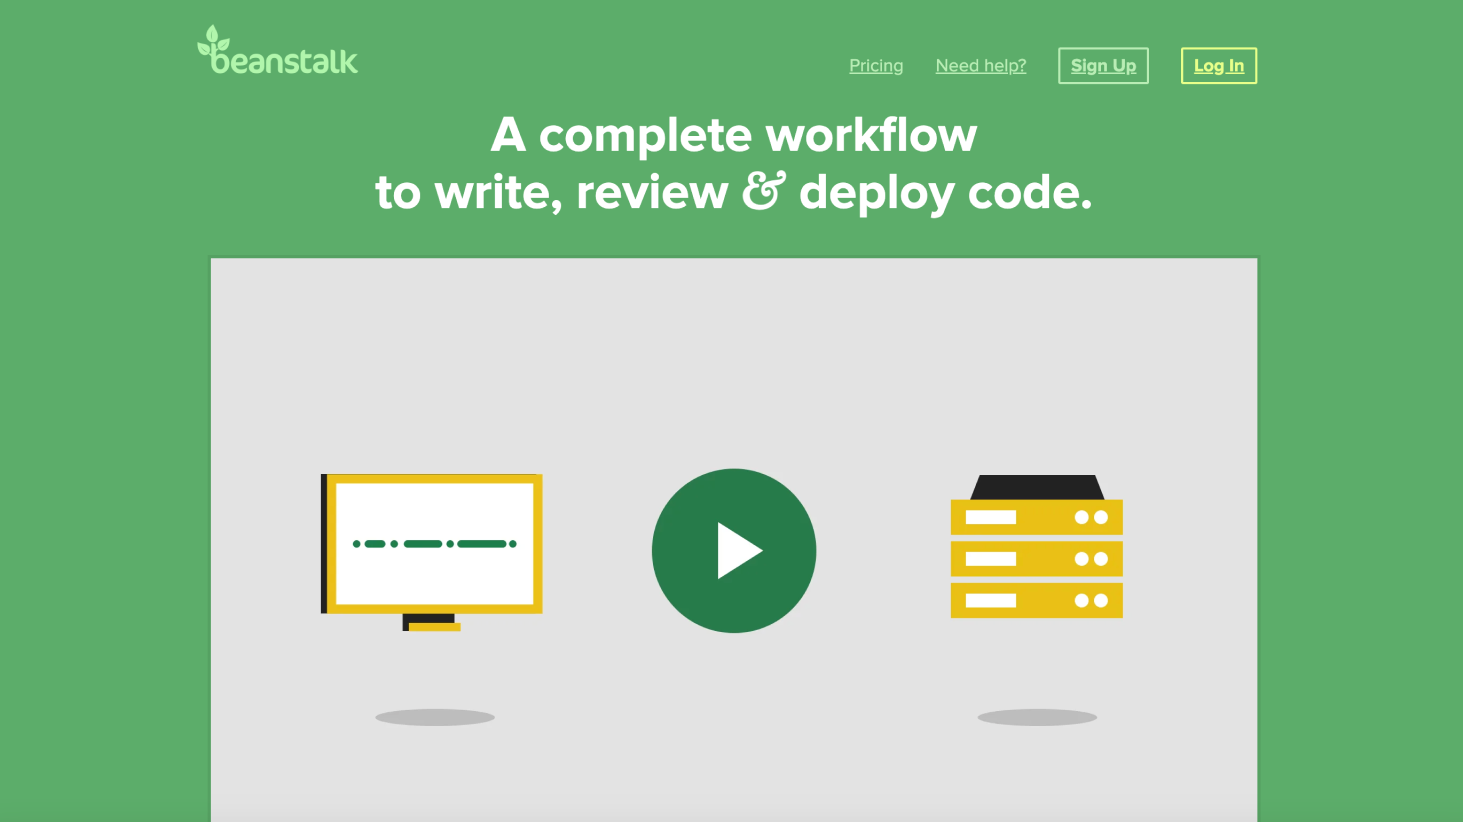 beanstalk
Pricing Need help? Sign Up Log In
A complete workflow
to write, review & deploy code.